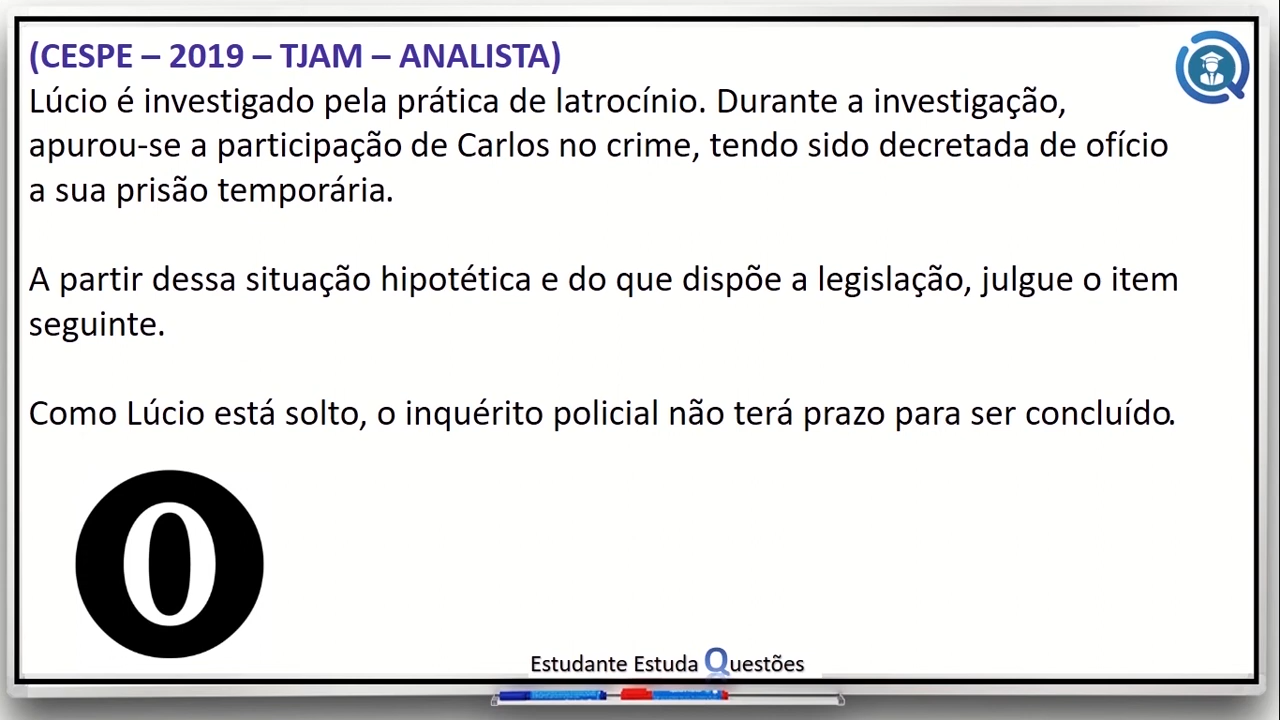 (CESPE – 2019 – TJAM – ANALISTA)
Lúcio é investigado pela prática de latrocínio. Durante a investigação,
apurou-se a participação de Carlos no crime, tendo sido decretada de ofício
a sua prisão temporária.
A partir dessa situação hipotética e do que dispõe a legislação, julgue o item
seguinte.
Como Lúcio está solto, o inquérito policial não terá prazo para ser concluído.
0
Estudante Estuda Questões